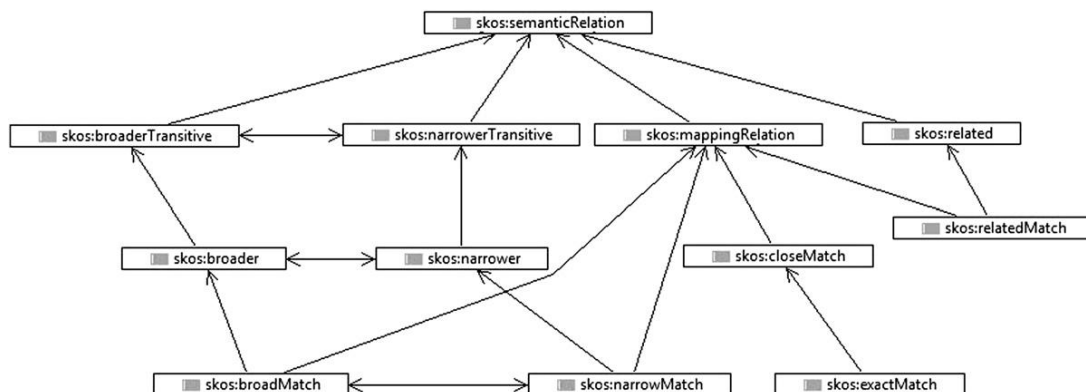 skos:semanticRelation
skos:broaderTransitive
skos:narrowerTransitive
skos:mappingRelation
skos:related
skos:relatedMatch
skos:broader
skos:narrower
skos:closeMatch
skos:broadMatch
skos:narrowMatch
skos:exactMatch